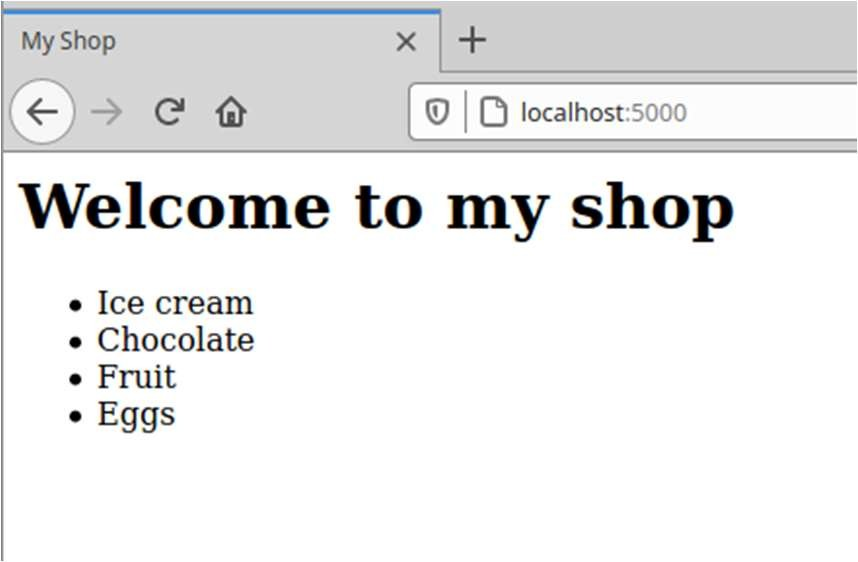 My Shop
localhost:5000
Welcome to my shop
Ice cream
Chocolate
Fruit
Eggs